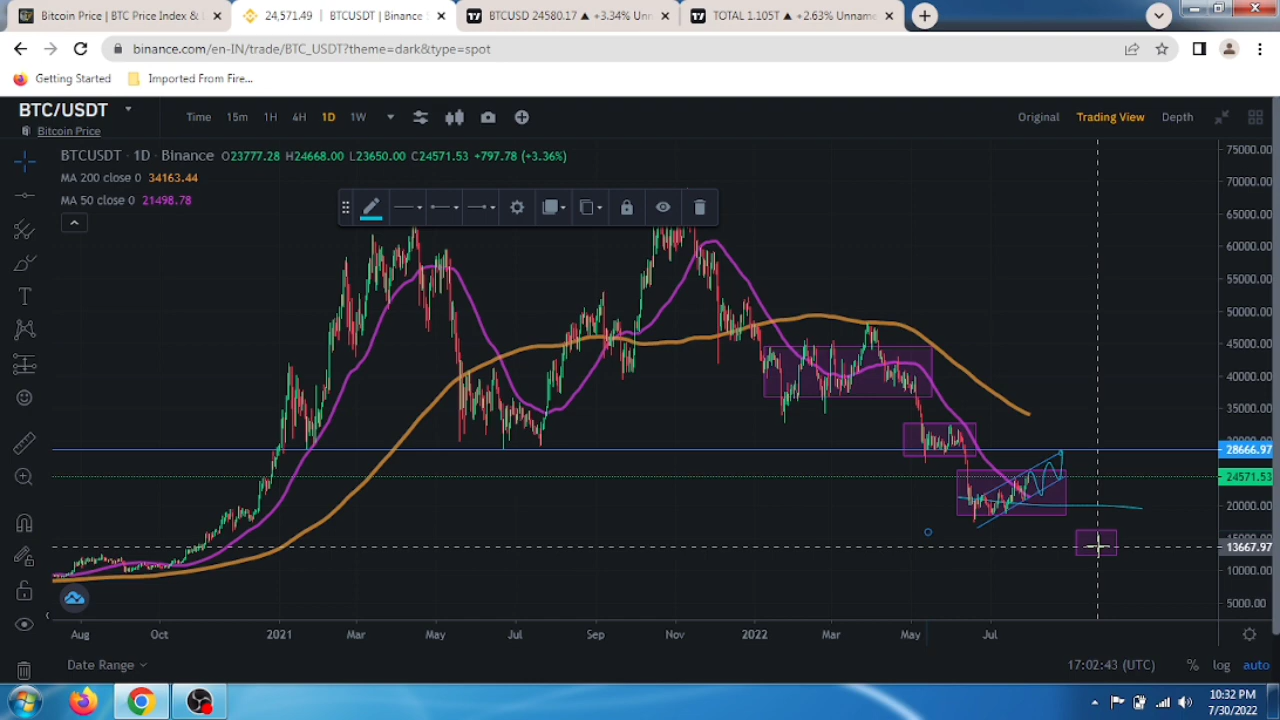 Bitcoin Price | BTC Price Index & L
24,571.49 | BTCUSDT | Binance S
BTCUSD 24580.17 ▲ +3.34% Unn
TOTAL 1.105T ▲ +2.63% Unname
binance.com/en-IN/trade/BTC_USDT?theme=dark&type=spot
Getting Started
Imported From Fire...
BTC/USDT
Bitcoin Price
Time 15m 1H 4H 1D 1W
Original Trading View Depth
BTCUSDT · 1D · Binance O23777.28 H24668.00 L23650.00 C24571.53 +797.78 (+3.36%)
MA 200 close 0 34163.44
MA 50 close 0 21498.78
75000.00
70000.00
65000.00
60000.00
55000.00
50000.00
45000.00
40000.00
35000.00
28666.97
24571.53
20000.00
13667.97
10000.00
5000.00
Aug Oct 2021 Mar May Jul Sep Nov 2022 Mar May Jul
Date Range
17:02:43 (UTC) % log auto
10:32 PM
7/30/2022